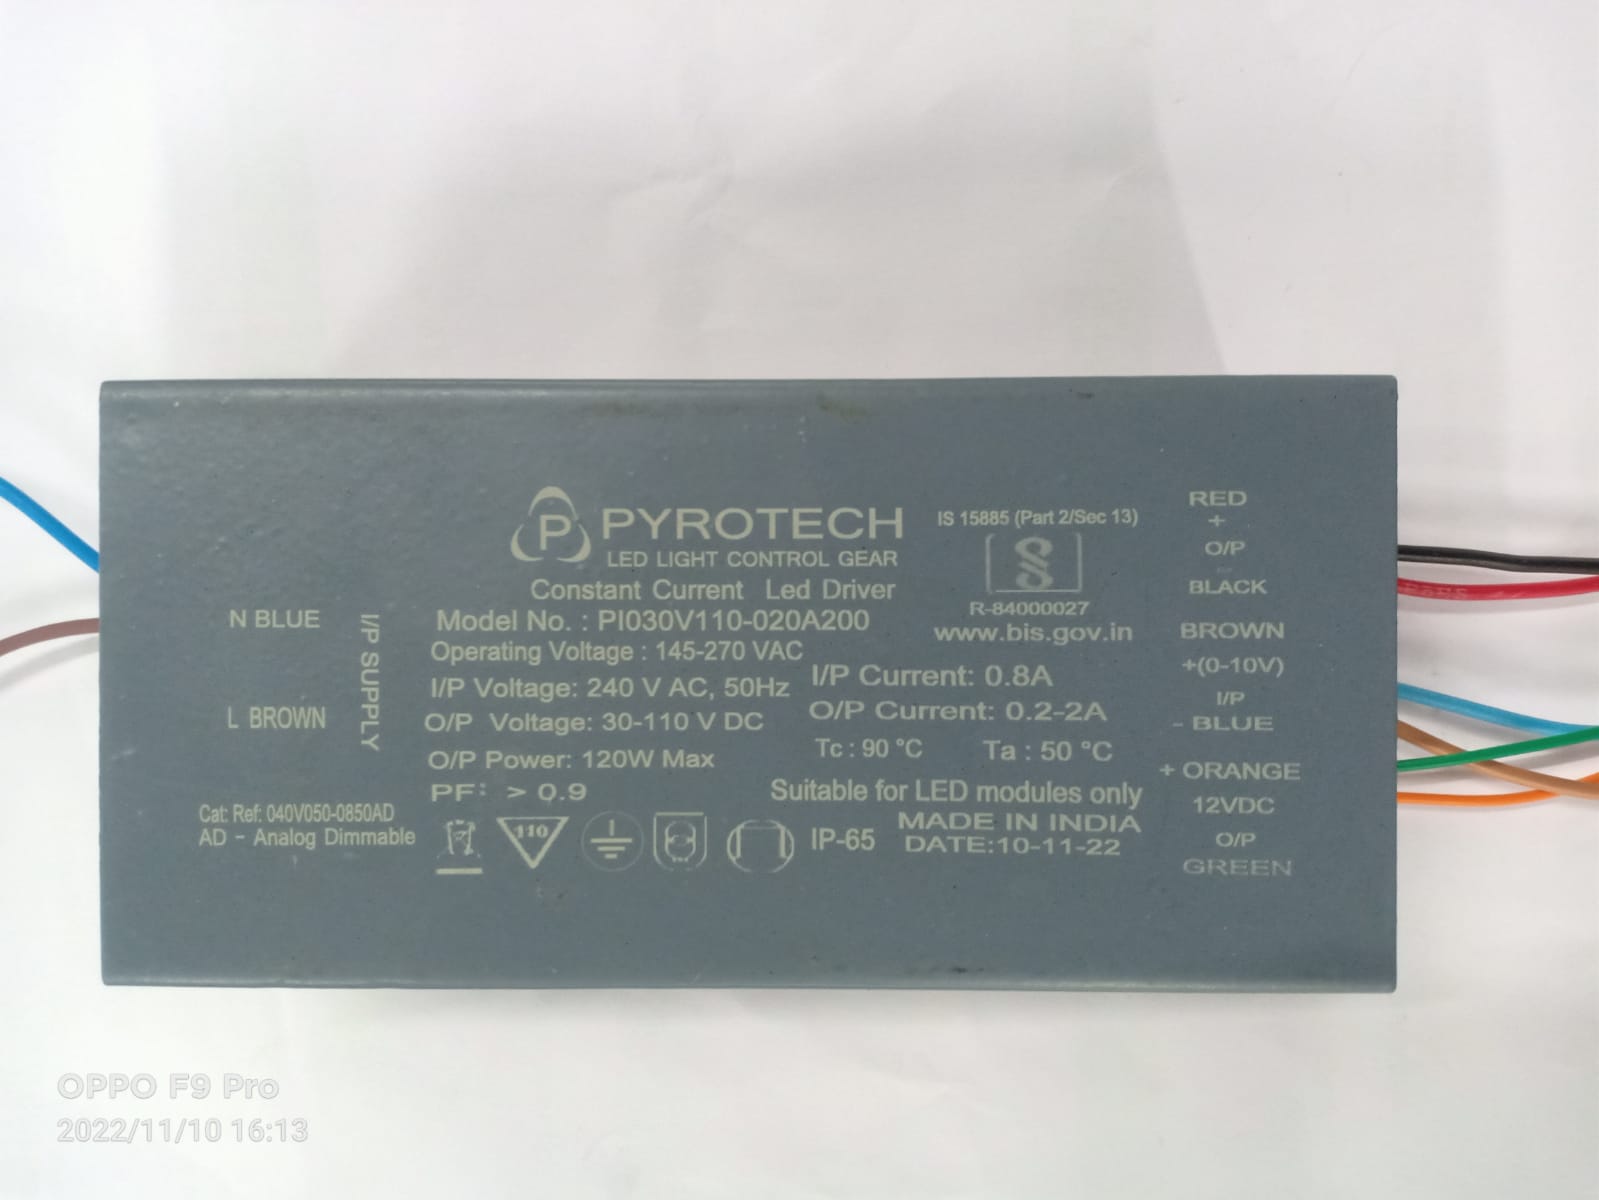 PYROTECH
LED LIGHT CONTROL GEAR
Constant Current Led Driver
Model No. : PI030V110-020A200
Operating Voltage : 145-270 VAC
I/P Voltage: 240 V AC, 50Hz
O/P Voltage: 30-110 V DC
O/P Power: 120W Max
PF: > 0.9
I/P Current: 0.8A
O/P Current: 0.2-2A
Tc : 90 °C Ta : 50 °C
Suitable for LED modules only
MADE IN INDIA
IP-65 DATE:10-11-22
110
IS 15885 (Part 2/Sec 13)
R-84000027
www.bis.gov.in
N BLUE
L BROWN
I/P SUPPLY
Cat: Ref: 040V050-0850AD
AD - Analog Dimmable
RED
+
O/P
-
BLACK
BROWN
+(0-10V)
I/P
- BLUE
+ ORANGE
12VDC
O/P
GREEN
OPPO F9 Pro
2022/11/10 16:13